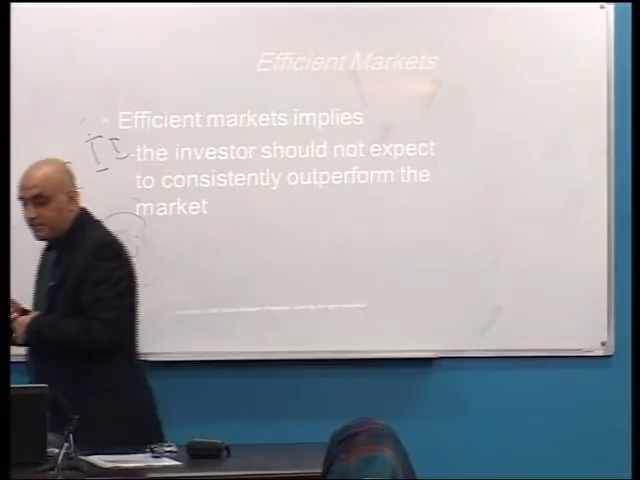 Efficient Markets
• Efficient markets implies
the investor should not expect
to consistently outperform the
market